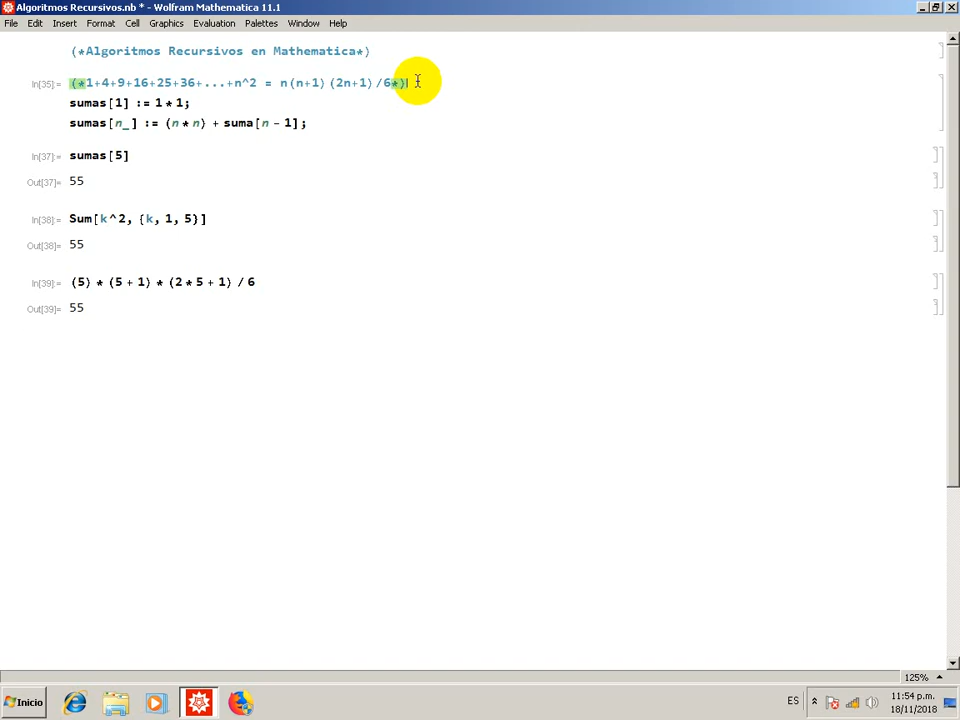 Algoritmos Recursivos.nb * - Wolfram Mathematica 11.1
File Edit Insert Format Cell Graphics Evaluation Palettes Window Help
(*Algoritmos Recursivos en Mathematica*)
In[35]:= (*1+4+9+16+25+36+...+n^2 = n(n+1)(2n+1)/6*)
sumas[1] := 1*1;
sumas[n_] := (n*n) + suma[n - 1];
In[37]:= sumas[5]
Out[37]= 55
In[38]:= Sum[k^2, {k, 1, 5}]
Out[38]= 55
In[39]:= (5) * (5 + 1) * (2*5 + 1) / 6
Out[39]= 55
125%
Inicio
ES
11:54 p.m.
18/11/2018